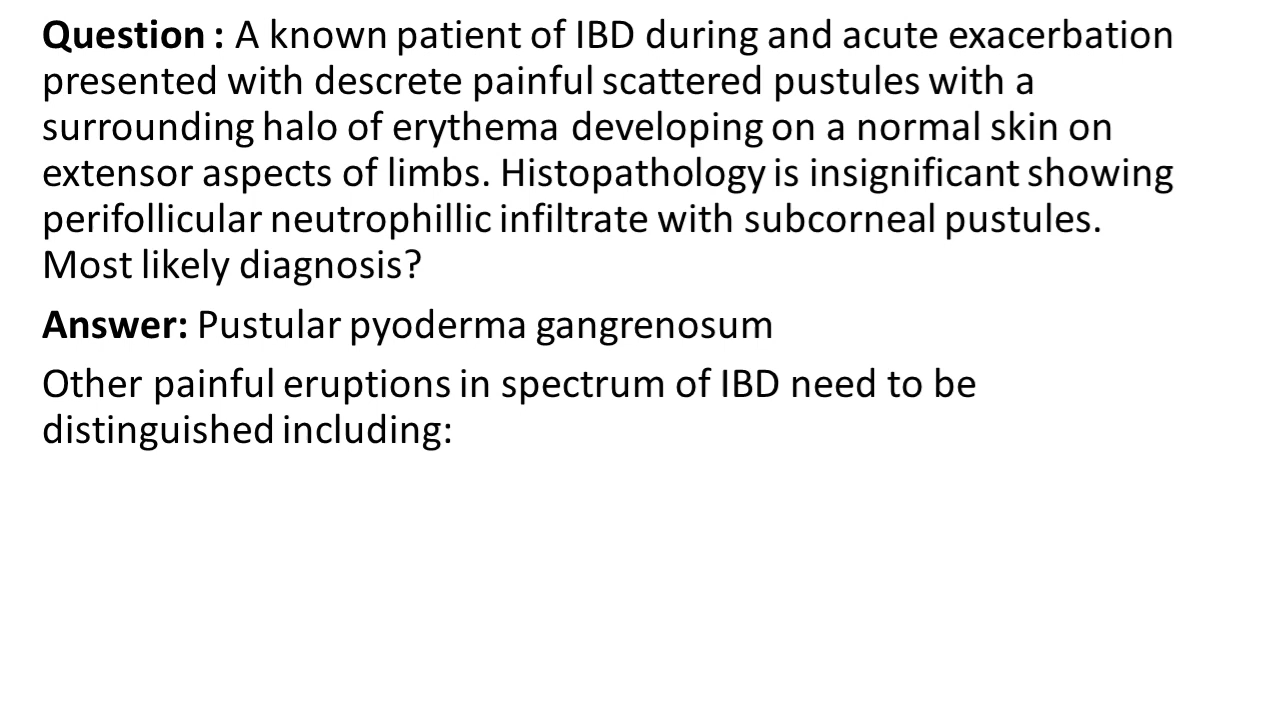 Question : A known patient of IBD during and acute exacerbation
presented with descrete painful scattered pustules with a
surrounding halo of erythema developing on a normal skin on
extensor aspects of limbs. Histopathology is insignificant showing
perifollicular neutrophillic infiltrate with subcorneal pustules.
Most likely diagnosis?
Answer: Pustular pyoderma gangrenosum
Other painful eruptions in spectrum of IBD need to be
distinguished including: